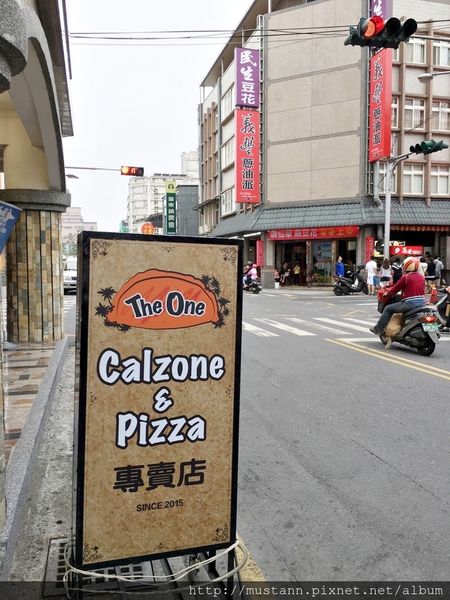 民生豆花
義豐
蔥油派
The One
Calzone
&
Pizza
專賣店
SINCE 2015
http://mustann.pixnet.net/album